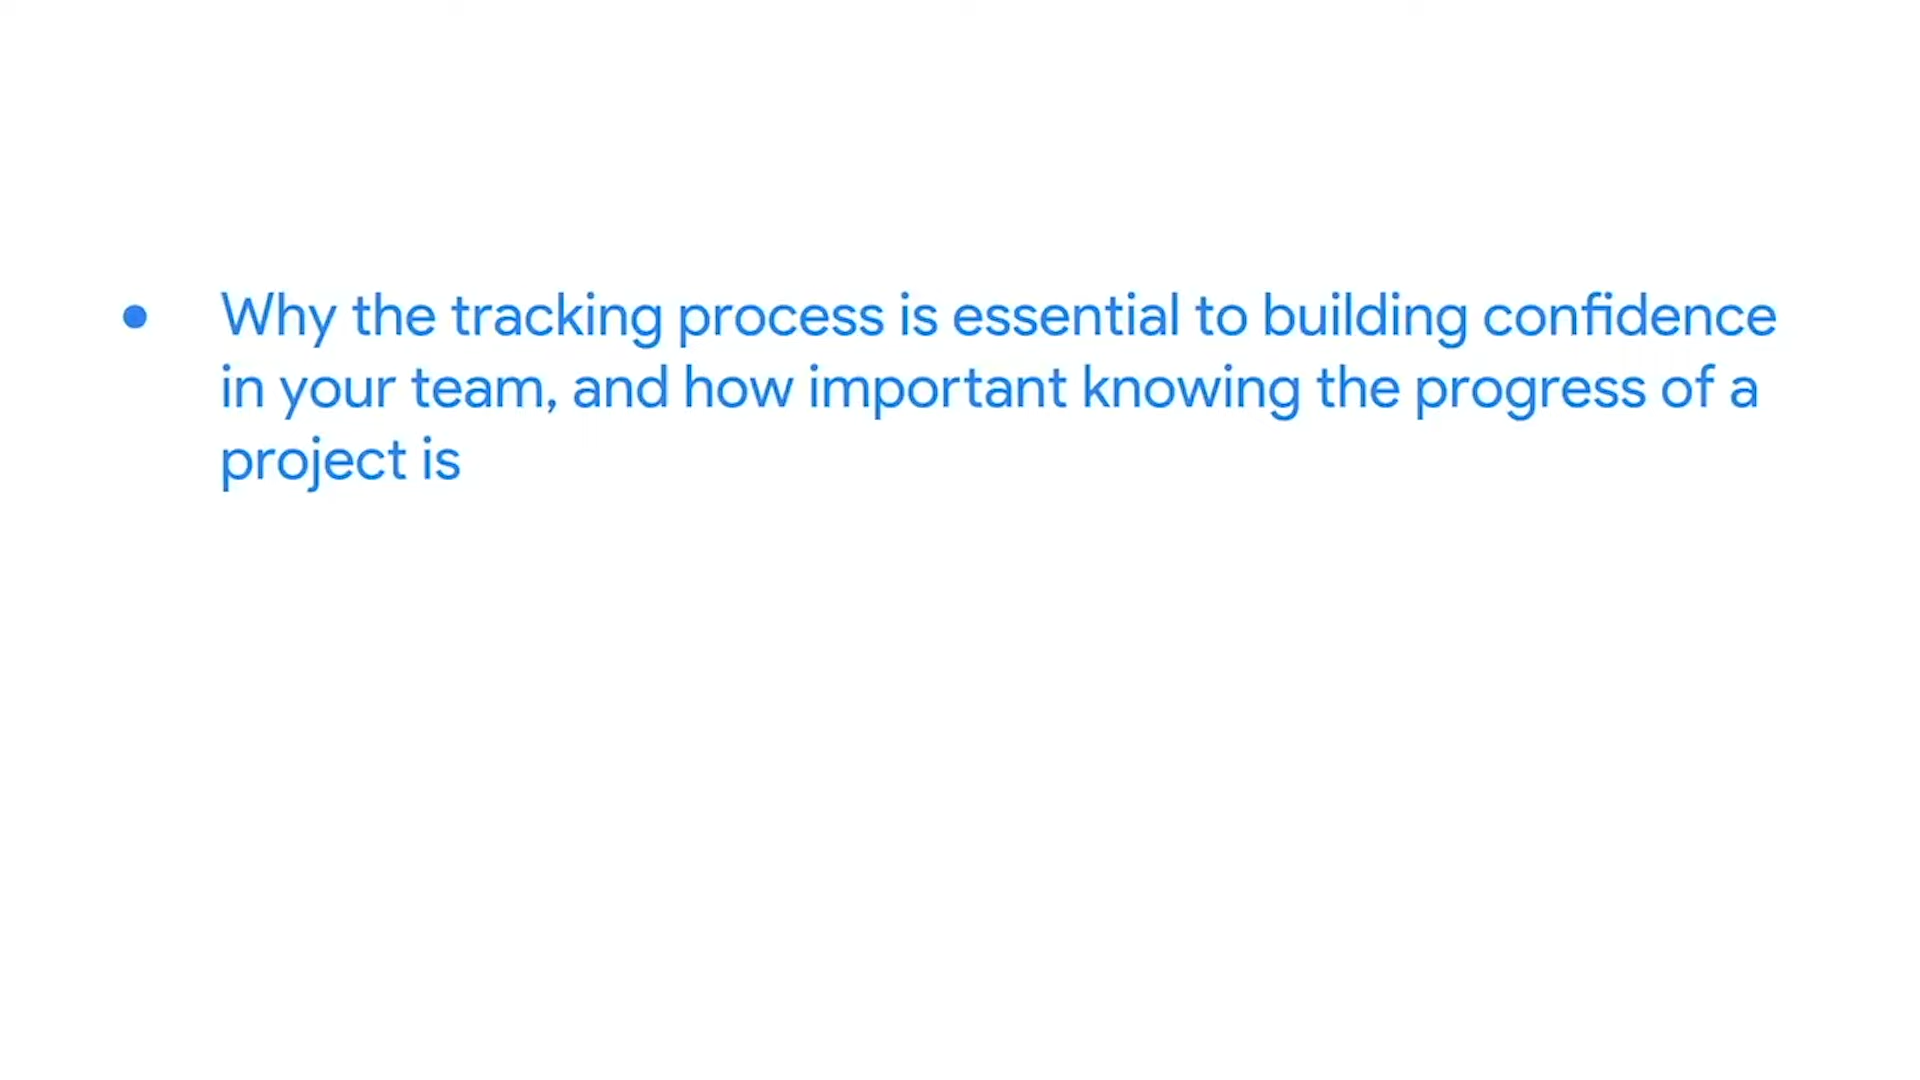 • Why the tracking process is essential to building confidence
in your team, and how important knowing the progress of a
project is